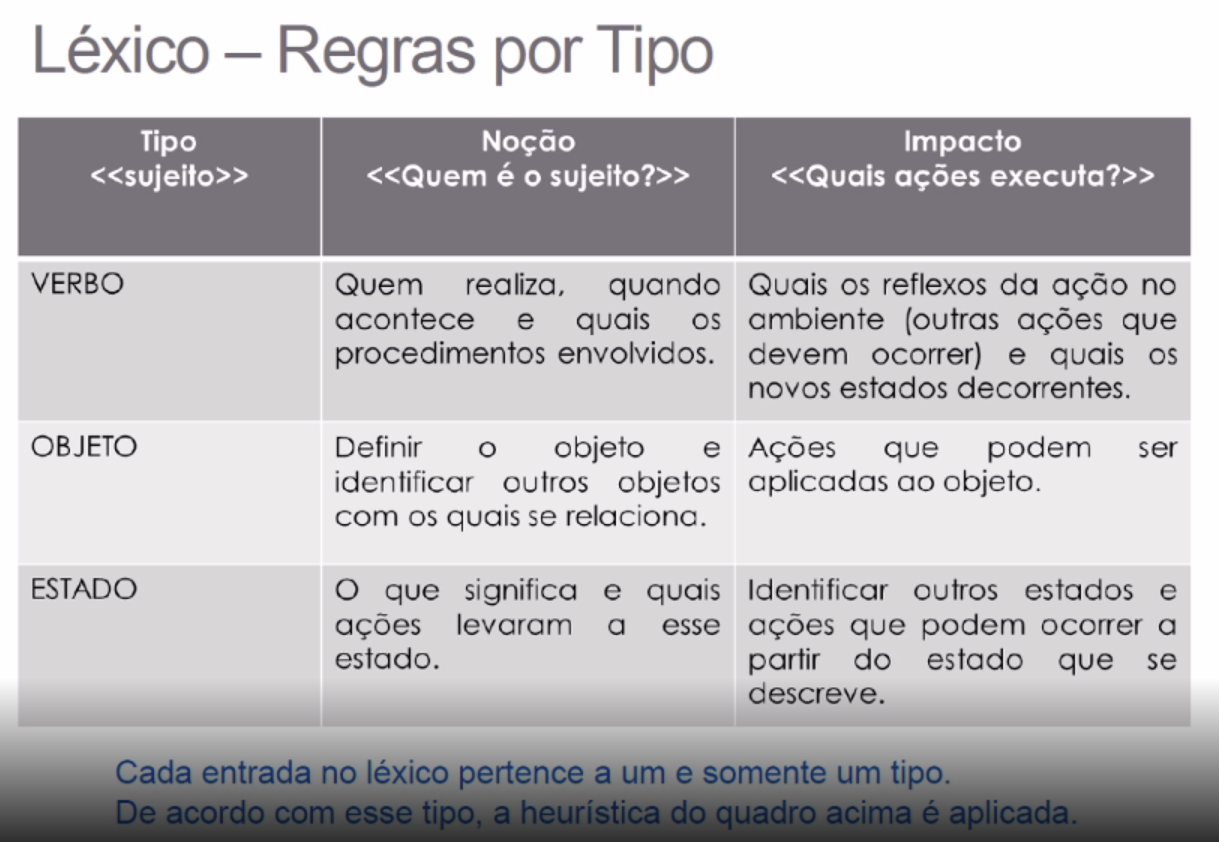 Léxico – Regras por Tipo
Tipo
<<sujeito>>
Noção
<<Quem é o sujeito?>>
Impacto
<<Quais ações executa?>>
VERBO
Quem realiza, quando
acontece e quais os
procedimentos envolvidos.
Quais os reflexos da ação no
ambiente (outras ações que
devem ocorrer) e quais os
novos estados decorrentes.
OBJETO
Definir o objeto e
identificar outros objetos
com os quais se relaciona.
Ações que podem ser
aplicadas ao objeto.
ESTADO
O que significa e quais
ações levaram a esse
estado.
Identificar outros estados e
ações que podem ocorrer a
partir do estado que se
descreve.
Cada entrada no léxico pertence a um e somente um tipo.
De acordo com esse tipo, a heurística do quadro acima é aplicada.